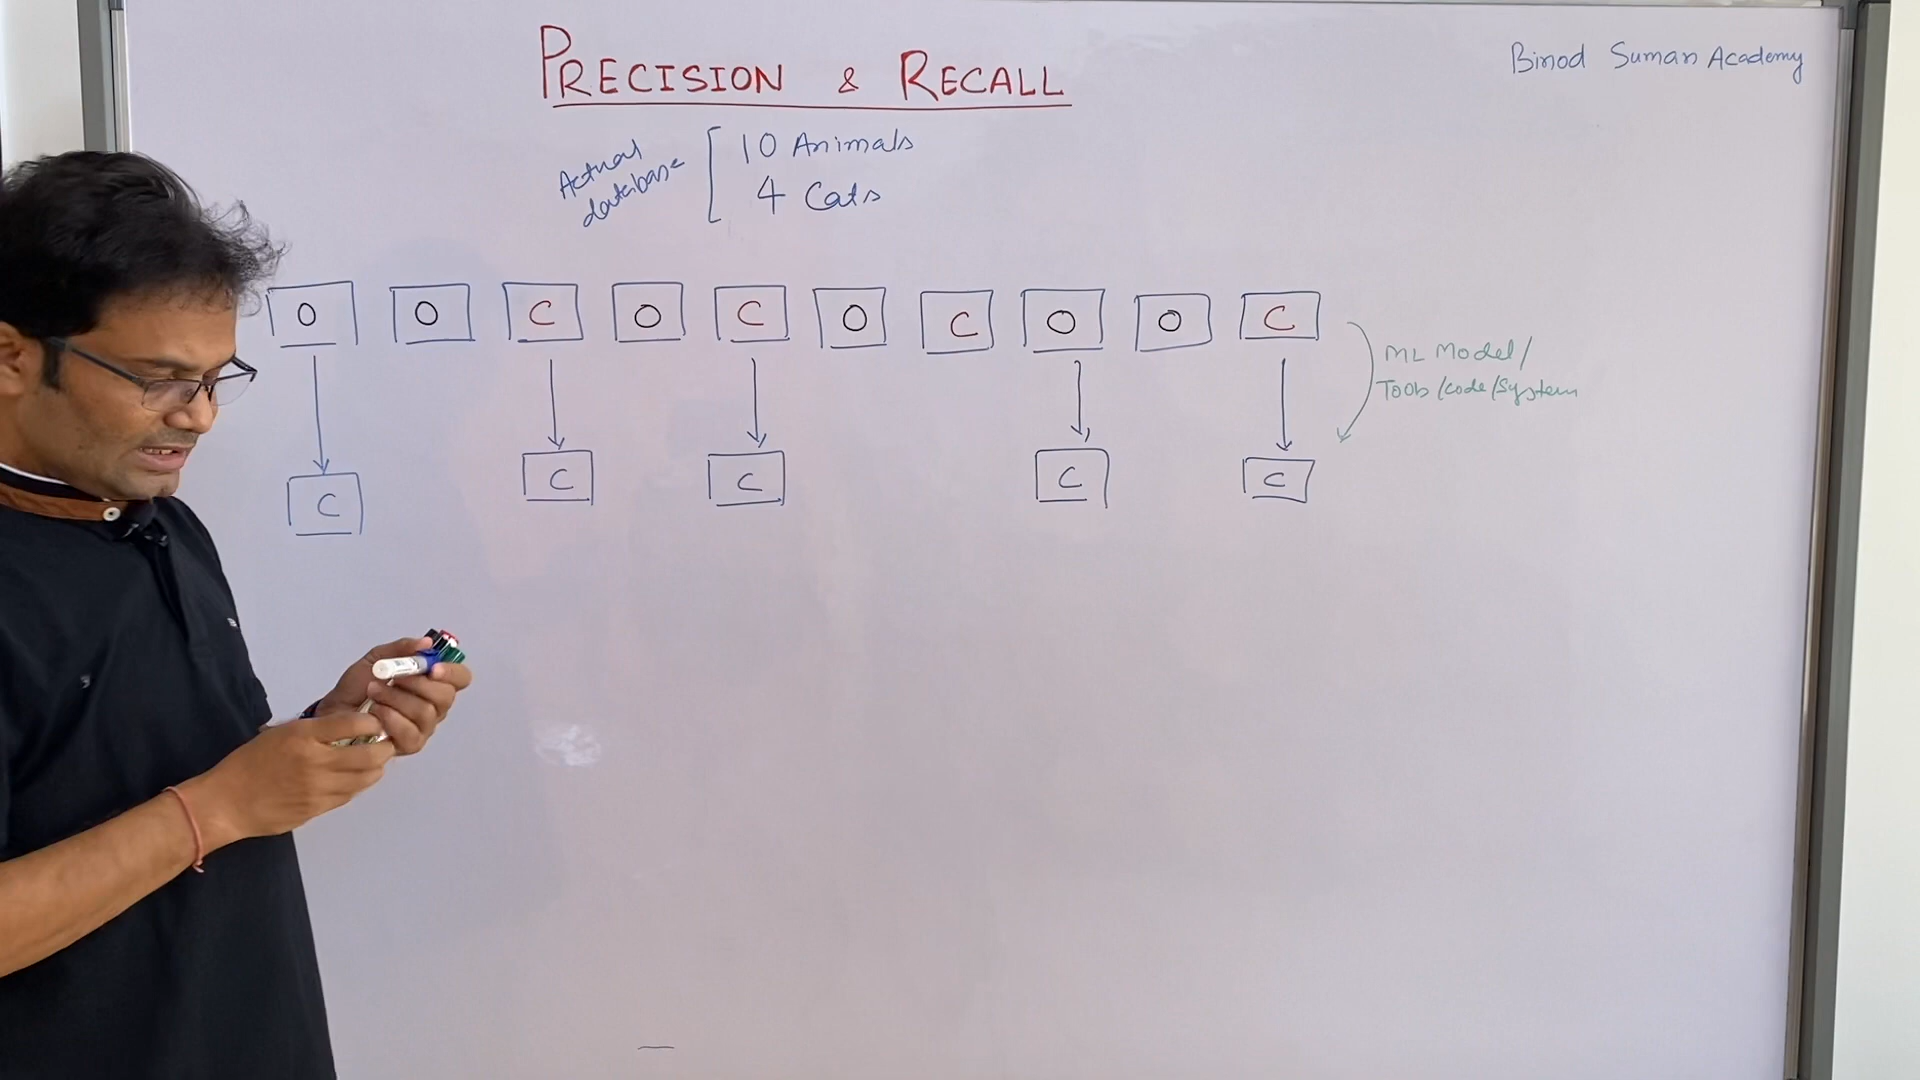 PRECISION & RECALL
Binod Suman Academy
Actual database
10 Animals
4 Cats
O O C O C O C O O C
ML Model/
Tools/code/system
C C C C C